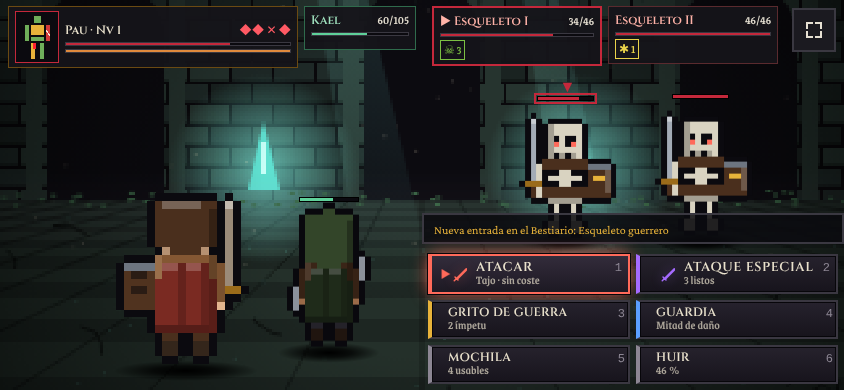 PAU · NV 1
KAEL 60/105
ESQUELETO I 34/46
3
ESQUELETO II 46/46
1
Nueva entrada en el Bestiario: Esqueleto guerrero
ATACAR 1
Tajo · sin coste
ATAQUE ESPECIAL 2
3 listos
GRITO DE GUERRA 3
2 ímpetu
GUARDIA 4
Mitad de daño
MOCHILA 5
4 usables
HUIR 6
46 %